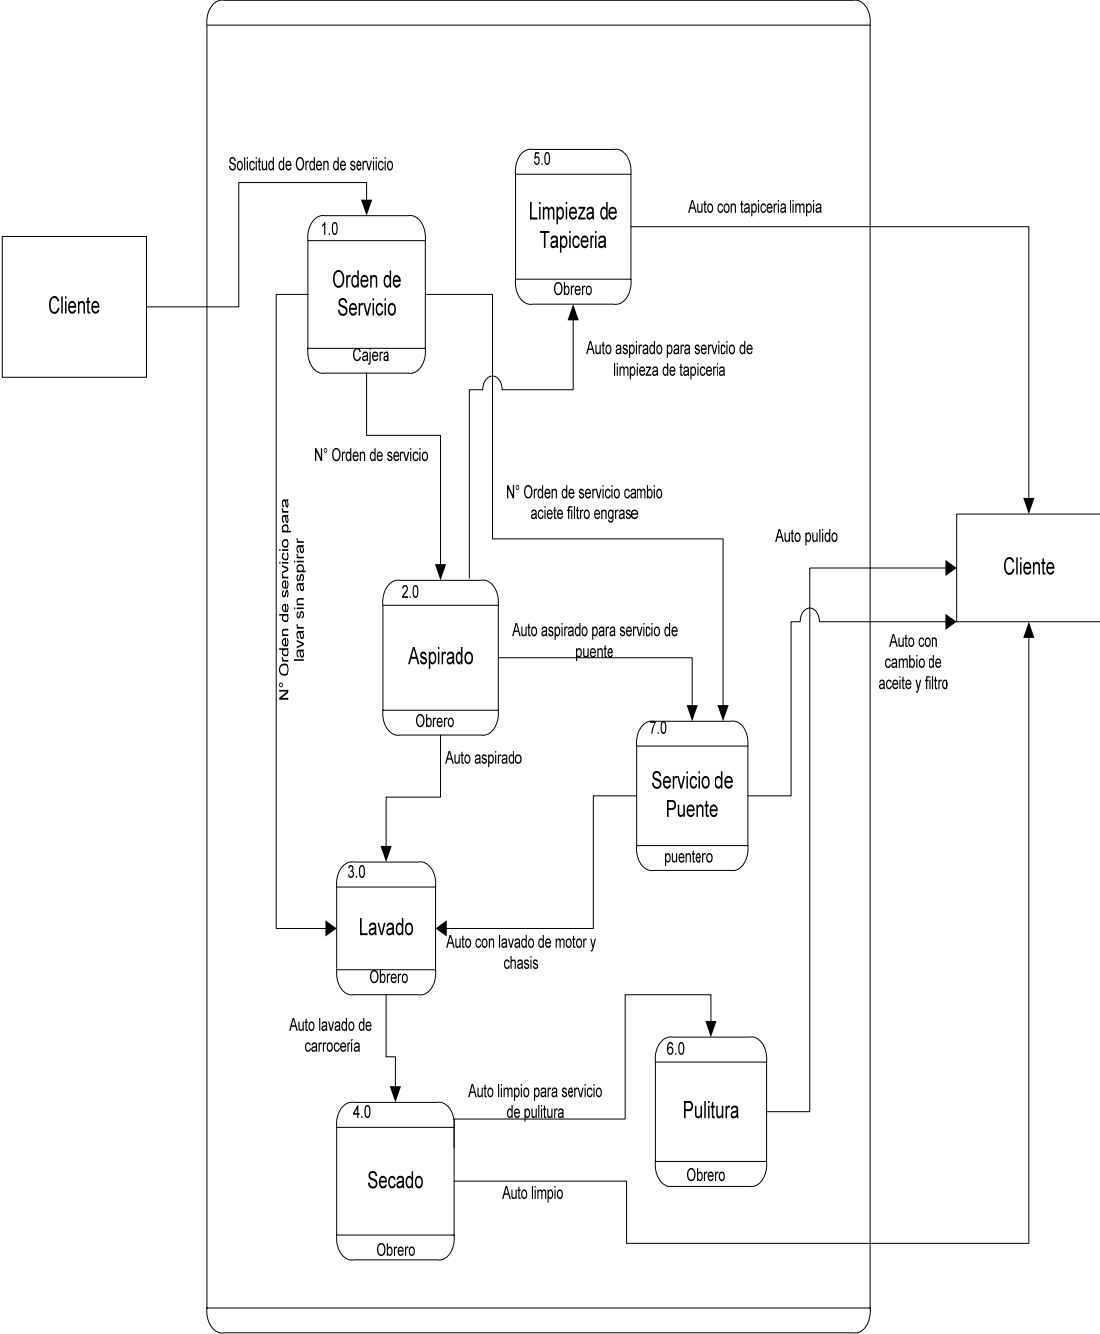 Solicitud de Orden de serviicio
5.0
Limpieza de
Tapiceria
Obrero
Auto con tapiceria limpia
1.0
Orden de
Servicio
Cajera
Cliente
Auto aspirado para servicio de
limpieza de tapiceria
N° Orden de servicio
N° Orden de servicio cambio
aciete filtro engrase
N° Orden de servicio para
lavar sin aspirar
Auto pulido
Cliente
2.0
Aspirado
Obrero
Auto aspirado para servicio de
puente
Auto con
cambio de
aceite y filtro
7.0
Servicio de
Puente
puentero
Auto aspirado
3.0
Lavado
Obrero
Auto con lavado de motor y
chasis
Auto lavado de
carrocería
6.0
Pulitura
Obrero
Auto limpio para servicio
de pulitura
4.0
Secado
Obrero
Auto limpio